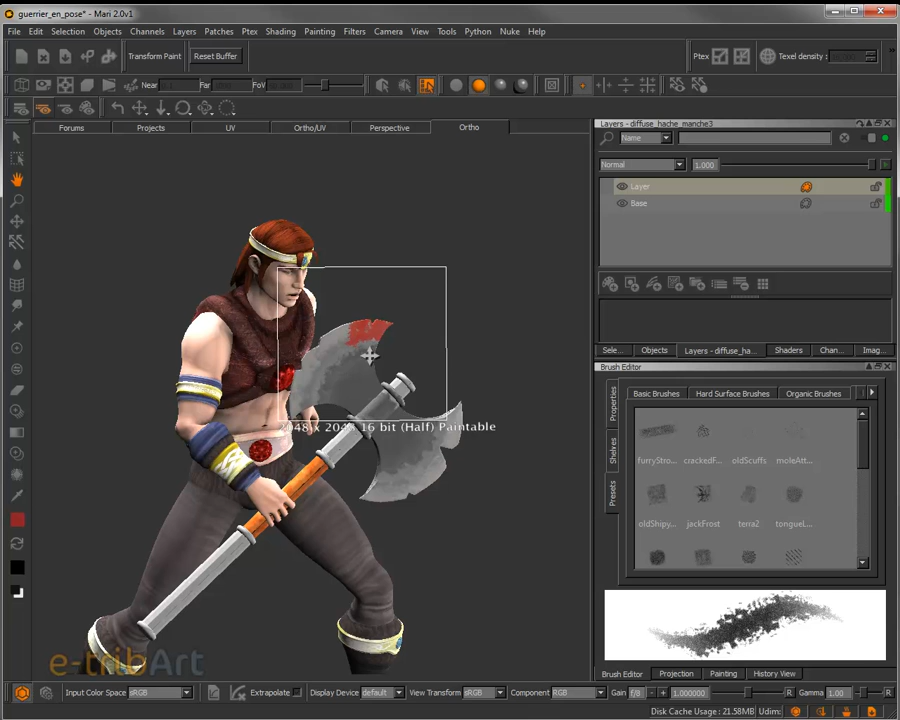 guerrier_en_pose* - Mari 2.0v1
File Edit Selection Objects Channels Layers Patches Ptex Shading Painting Filters Camera View Tools Python Nuke Help
Transform Paint Reset Buffer Ptex Texel density :
Near Far FoV
Forums Projects UV Ortho/UV Perspective Ortho
Layers - diffuse_hache_manche3
Name
Normal 1.000
Layer
Base
2048 x 2048 16 bit (Half) Paintable
Sele... Objects Layers - diffuse_ha... Shaders Chan... Imag...
Brush Editor
Properties
Shelves
Presets
Basic Brushes Hard Surface Brushes Organic Brushes
furryStro... crackedF... oldScuffs moleAtt...
oldShipy... jackFrost terra2 tongueL...
e-tribArt
Brush Editor Projection Painting History View
Input Color Space sRGB Extrapolate Display Device default View Transform sRGB Component RGB Gain f/8 1.000000 R Gamma 1.00 R
Disk Cache Usage: 21.58MB Udim: